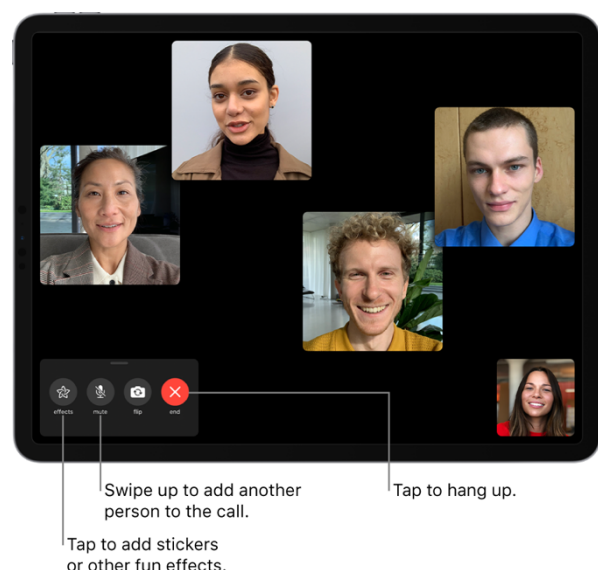 effects mute flip end
Swipe up to add another
person to the call.
Tap to hang up.
Tap to add stickers
or other fun effects.